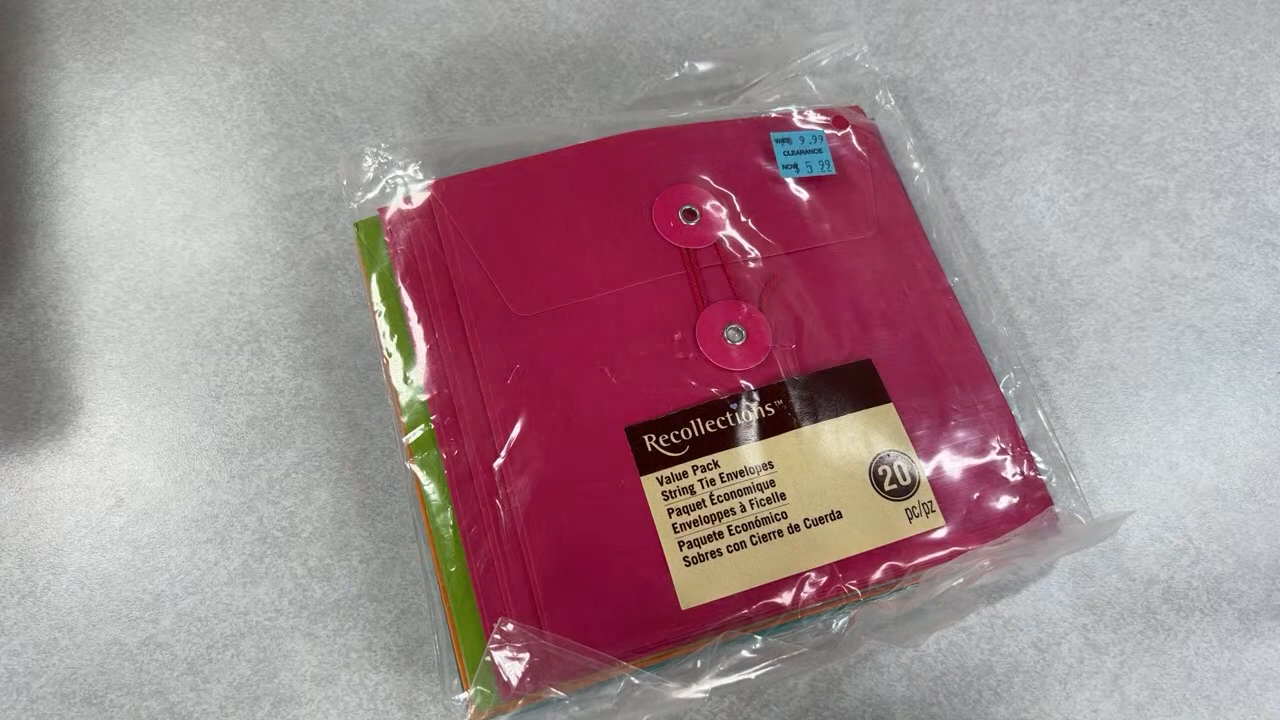 WAS 9.99
CLEARANCE
NOW $ 5.99
Recollections™
Value Pack
String Tie Envelopes
Paquet Économique
Enveloppes à Ficelle
Paquete Económico
Sobres con Cierre de Cuerda
20
pc/pz